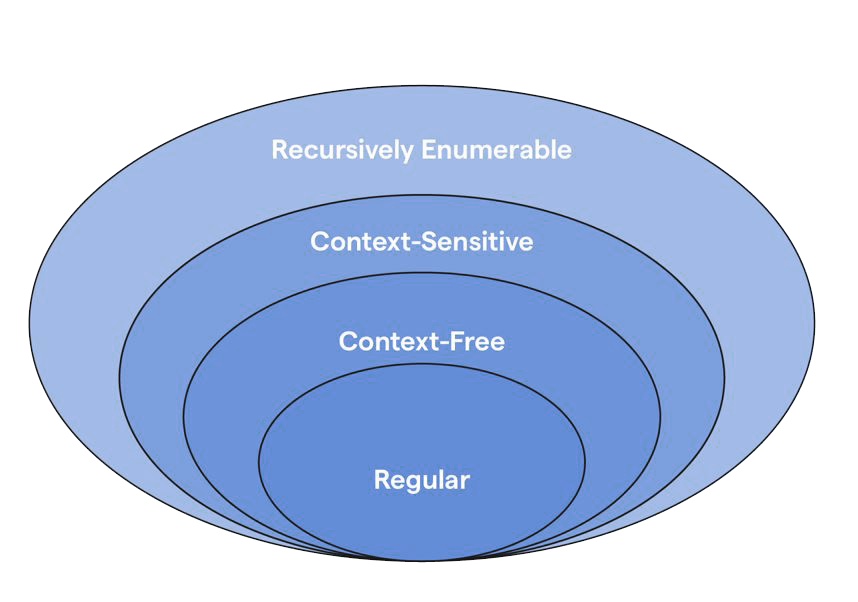 Recursively Enumerable
Context-Sensitive
Context-Free
Regular